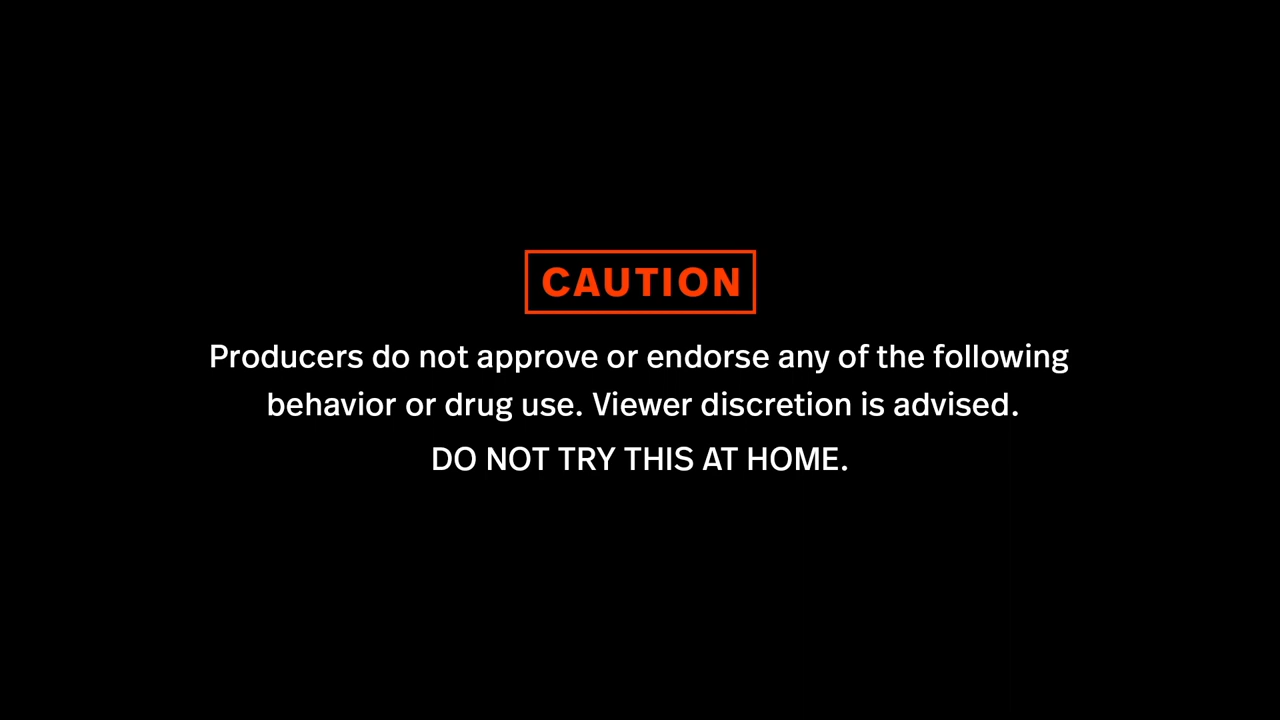 CAUTION
Producers do not approve or endorse any of the following
behavior or drug use. Viewer discretion is advised.
DO NOT TRY THIS AT HOME.